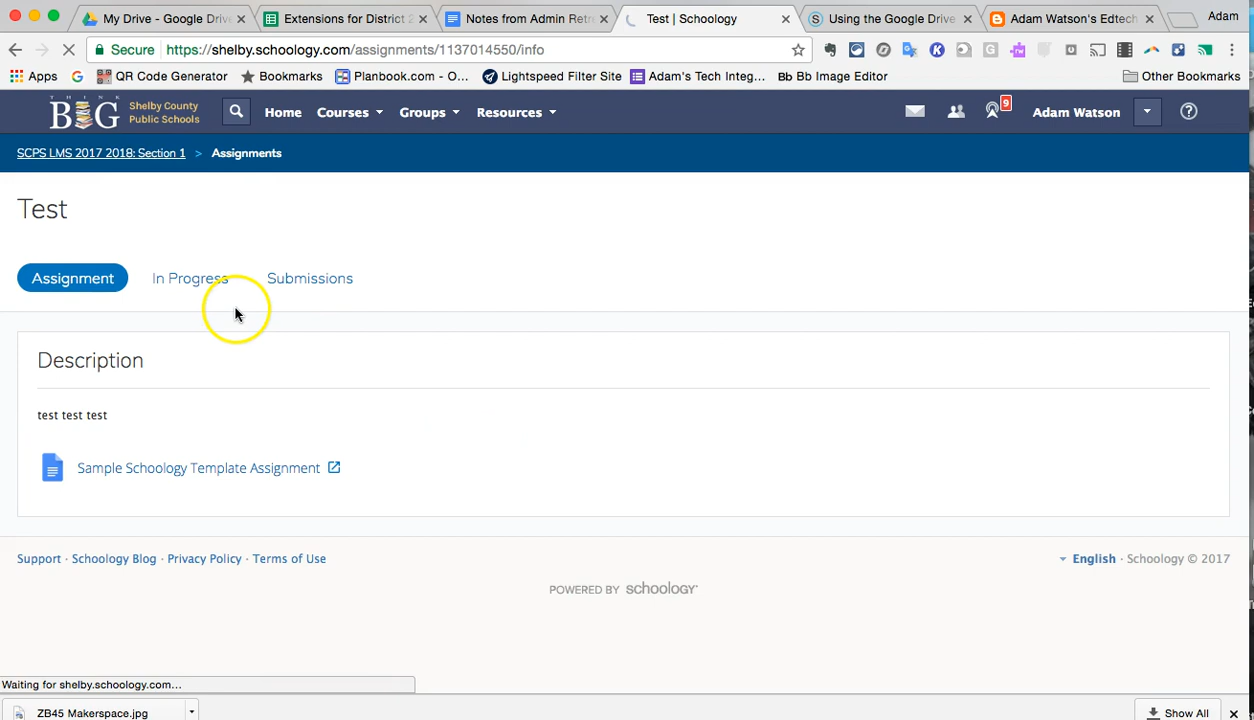 My Drive - Google Drive
Extensions for District 2
Notes from Admin Retr
Test | Schoology
Using the Google Drive
Adam Watson's Edtech
Adam
Secure https://shelby.schoology.com/assignments/1137014550/info
Apps QR Code Generator Bookmarks Planbook.com - O... Lightspeed Filter Site Adam's Tech Integ... Bb Bb Image Editor Other Bookmarks
THINK BIG Shelby County Public Schools
Home Courses Groups Resources 9 Adam Watson
SCPS LMS 2017 2018: Section 1 > Assignments
Test
Assignment In Progress Submissions
Description
test test test
Sample Schoology Template Assignment
Support · Schoology Blog · Privacy Policy · Terms of Use English · Schoology © 2017
POWERED BY schoology
Waiting for shelby.schoology.com...
ZB45 Makerspace.jpg Show All